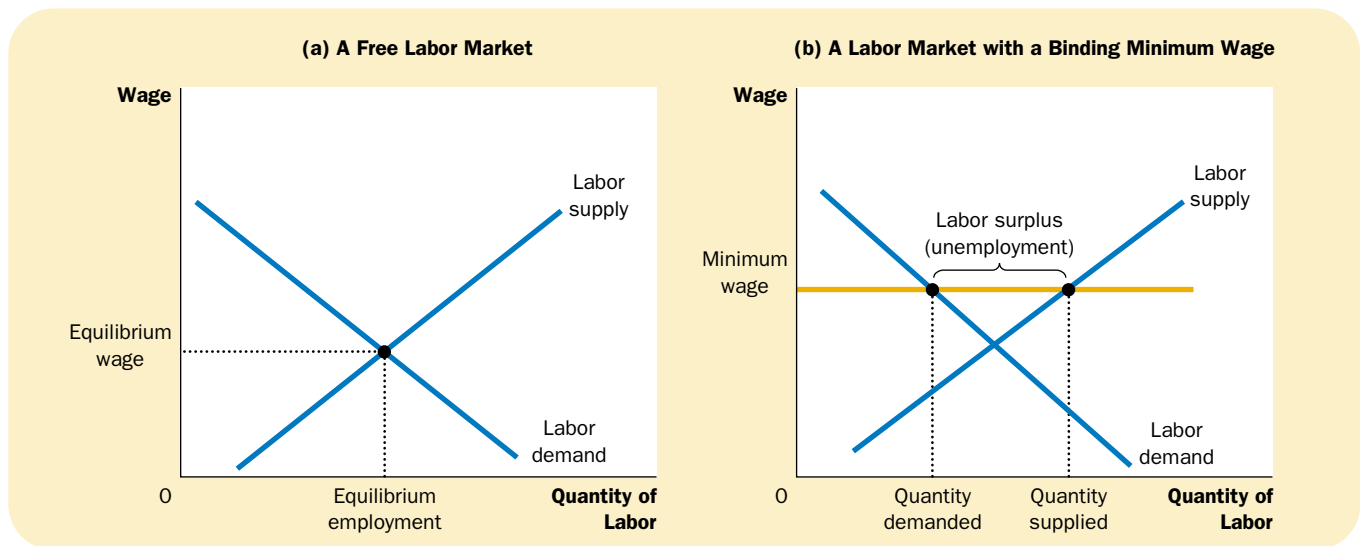 (a) A Free Labor Market
Wage
Labor
supply
Equilibrium
wage
Labor
demand
0
Equilibrium
employment
Quantity of
Labor
(b) A Labor Market with a Binding Minimum Wage
Wage
Labor
supply
Labor surplus
(unemployment)
Minimum
wage
Labor
demand
0
Quantity
demanded
Quantity
supplied
Quantity of
Labor